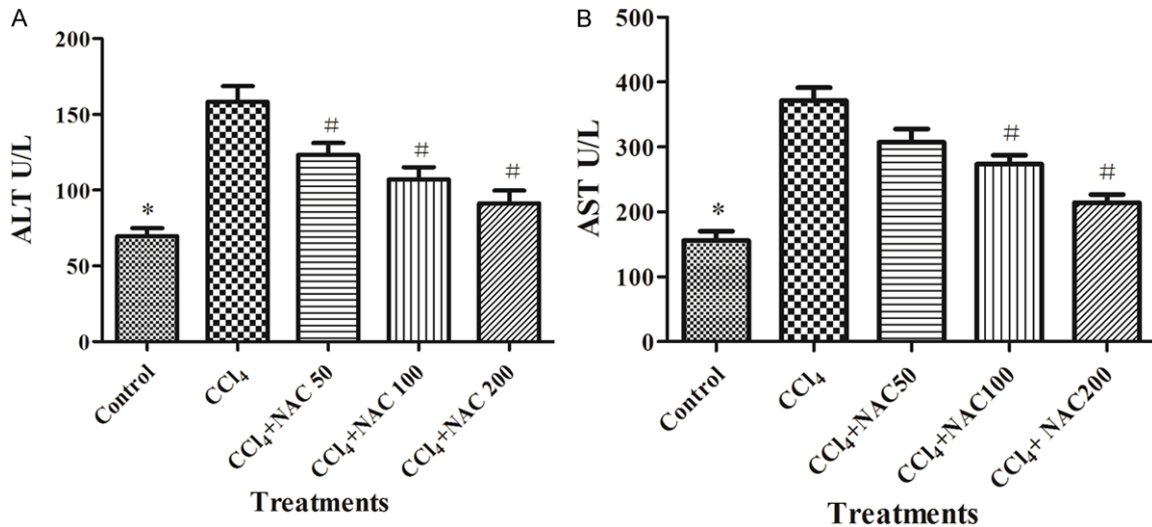 A
ALT U/L
200
150
100
50
0
*
#
#
#
Control
CCl₄
CCl₄+NAC 50
CCl₄+NAC 100
CCl₄+NAC 200
Treatments
B
AST U/L
500
400
300
200
100
0
*
#
#
Control
CCl₄
CCl₄+NAC50
CCl₄+NAC100
CCl₄+ NAC200
Treatments